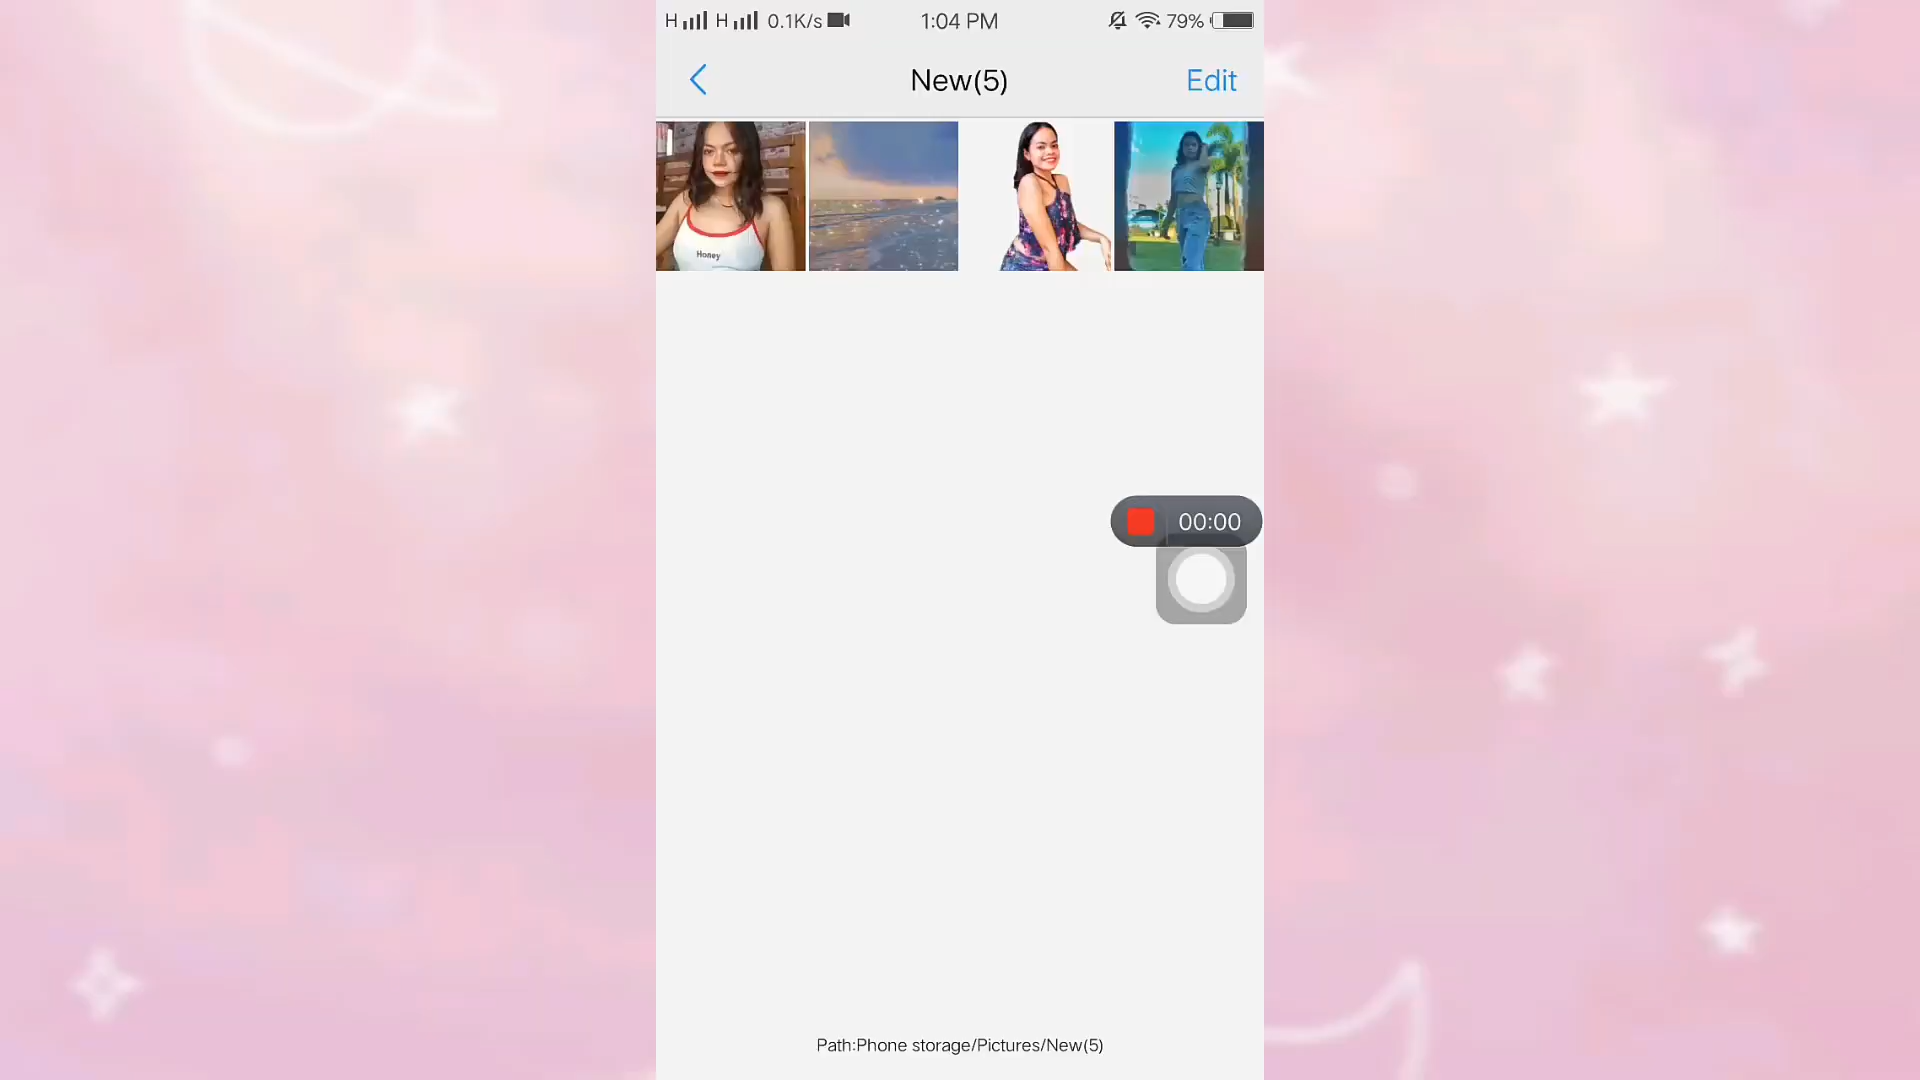 H H 0.1K/s 1:04 PM 79%
New(5) Edit
Honey
00:00
Path:Phone storage/Pictures/New(5)